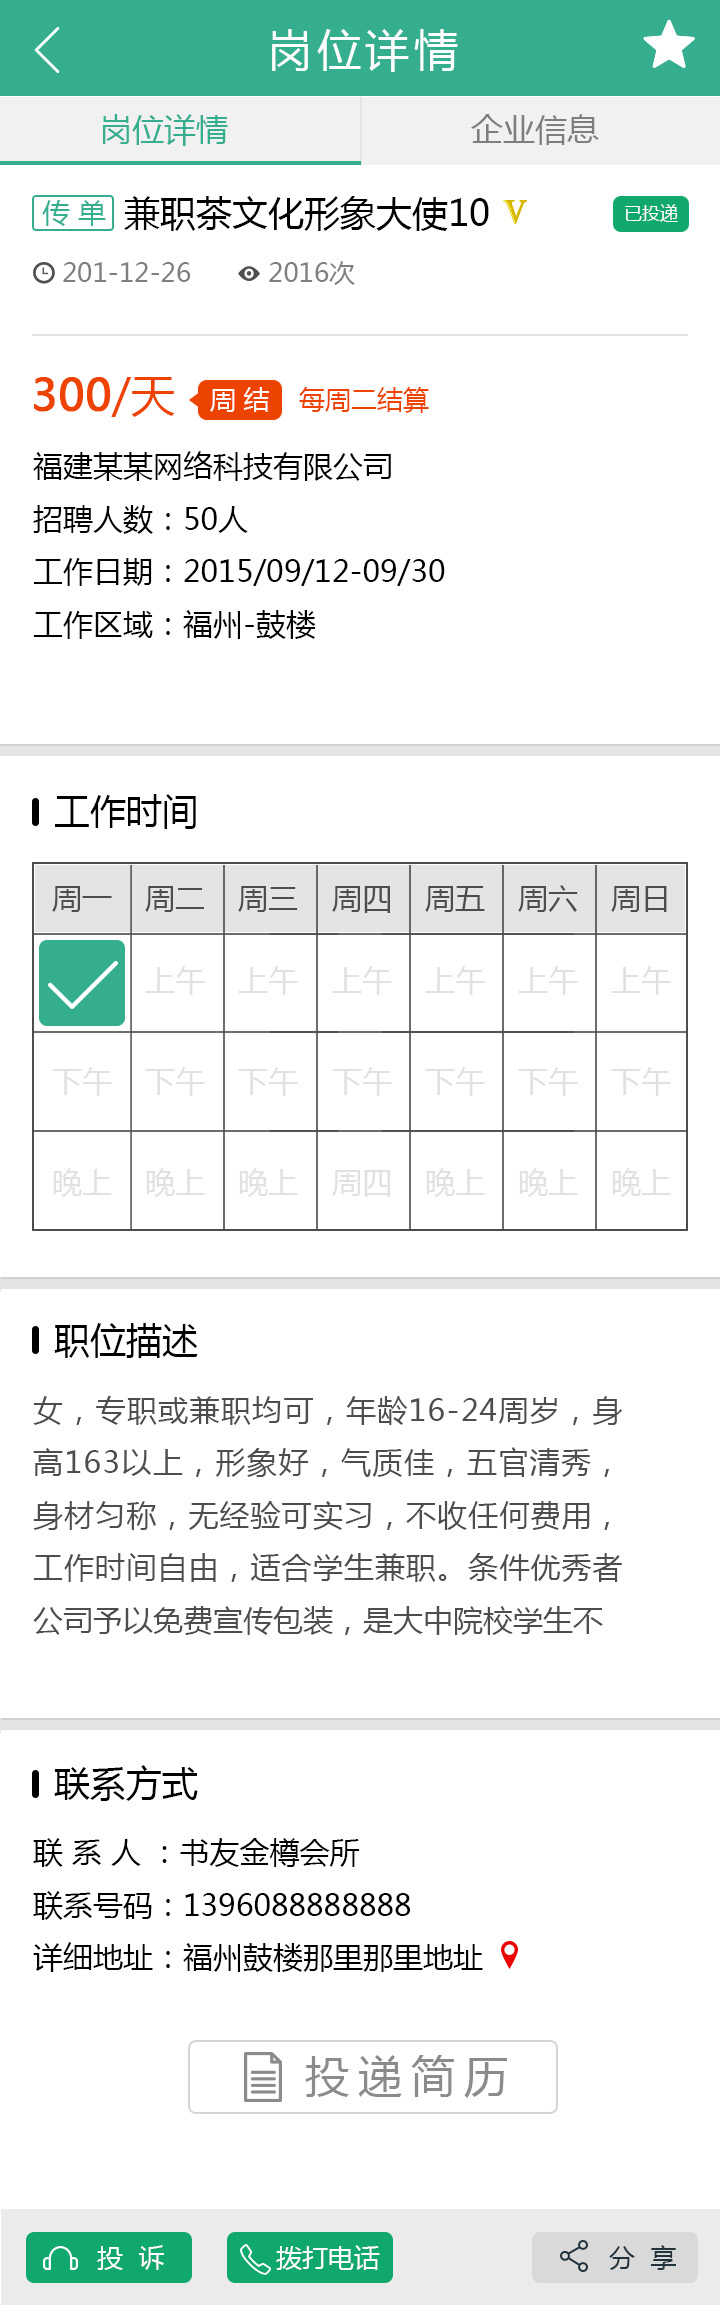 岗位详情
岗位详情 企业信息
传 单 兼职茶文化形象大使10 V 已投递
201-12-26 2016次
300/天 周 结 每周二结算
福建某某网络科技有限公司
招聘人数：50人
工作日期：2015/09/12-09/30
工作区域：福州-鼓楼
工作时间
周一 周二 周三 周四 周五 周六 周日
上午 上午 上午 上午 上午 上午
下午 下午 下午 下午 下午 下午 下午
晚上 晚上 晚上 周四 晚上 晚上 晚上
职位描述
女，专职或兼职均可，年龄16-24周岁，身
高163以上，形象好，气质佳，五官清秀，
身材匀称，无经验可实习，不收任何费用，
工作时间自由，适合学生兼职。条件优秀者
公司予以免费宣传包装，是大中院校学生不
联系方式
联 系 人 ：书友金樽会所
联系号码：1396088888888
详细地址：福州鼓楼那里那里地址
投递简历
投 诉 拨打电话 分 享